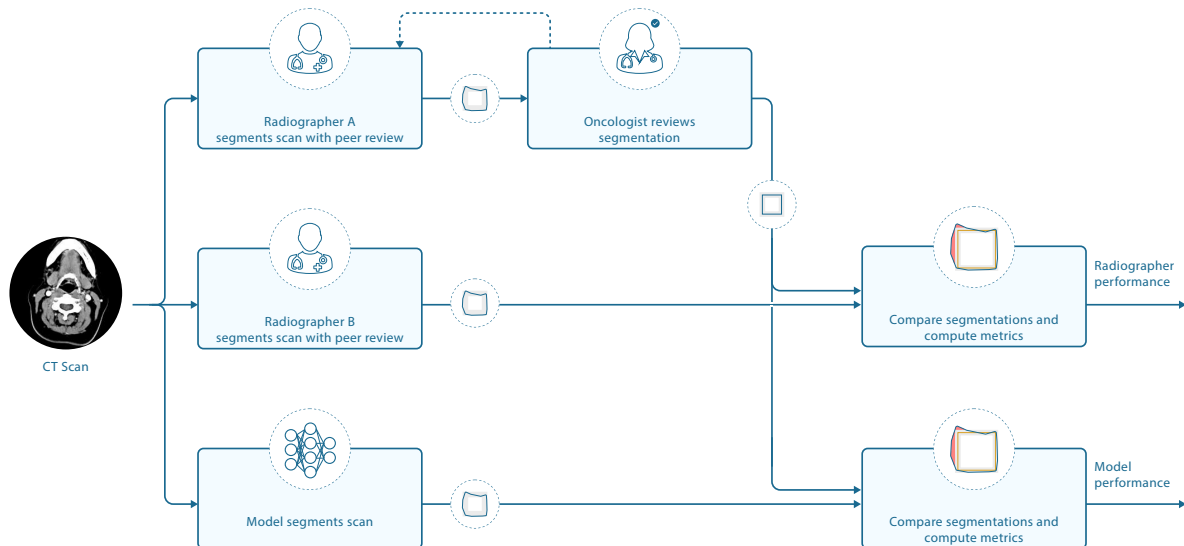 Radiographer A
segments scan with peer review
Oncologist reviews
segmentation
CT Scan
Radiographer B
segments scan with peer review
Compare segmentations and
compute metrics
Radiographer
performance
Model segments scan
Compare segmentations and
compute metrics
Model
performance